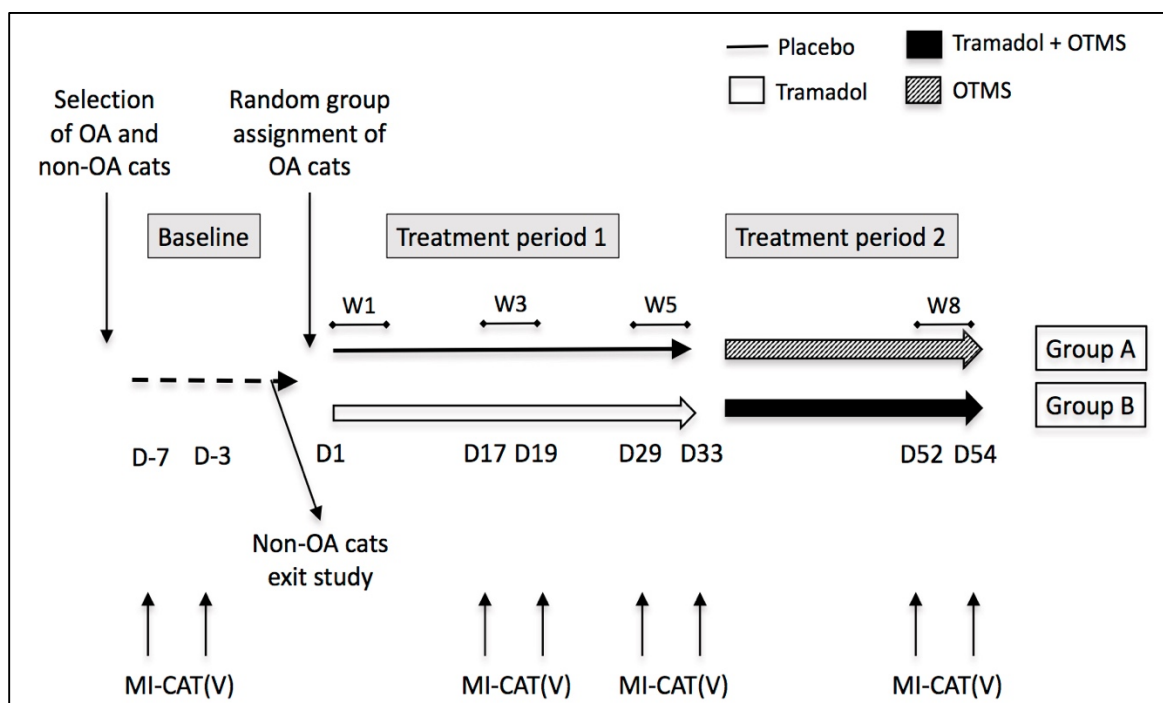 Placebo
Tramadol + OTMS
Tramadol
OTMS
Selection
of OA and
non-OA cats
Random group
assignment of
OA cats
Baseline
Treatment period 1
Treatment period 2
W1
W3
W5
W8
Group A
Group B
D-7
D-3
D1
D17
D19
D29
D33
D52
D54
Non-OA cats
exit study
MI-CAT(V)
MI-CAT(V)
MI-CAT(V)
MI-CAT(V)